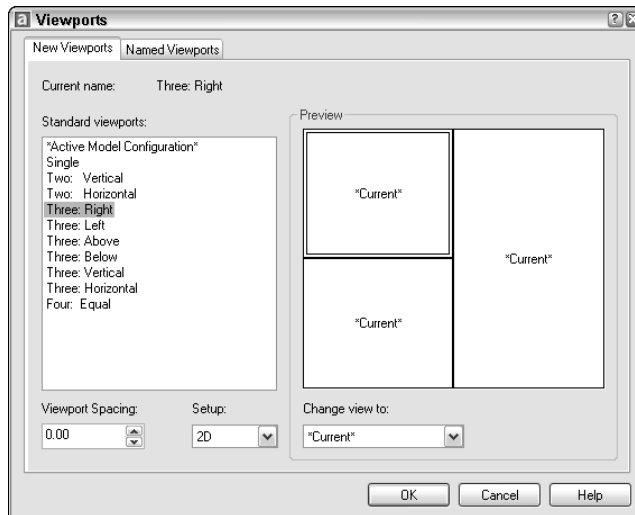 a Viewports
New Viewports
Named Viewports
Current name: Three: Right
Standard viewports:
*Active Model Configuration*
Single
Two: Vertical
Two: Horizontal
Three: Right
Three: Left
Three: Above
Three: Below
Three: Vertical
Three: Horizontal
Four: Equal
Preview
*Current*
*Current*
*Current*
Viewport Spacing:
0.00
Setup:
2D
Change view to:
*Current*
OK
Cancel
Help